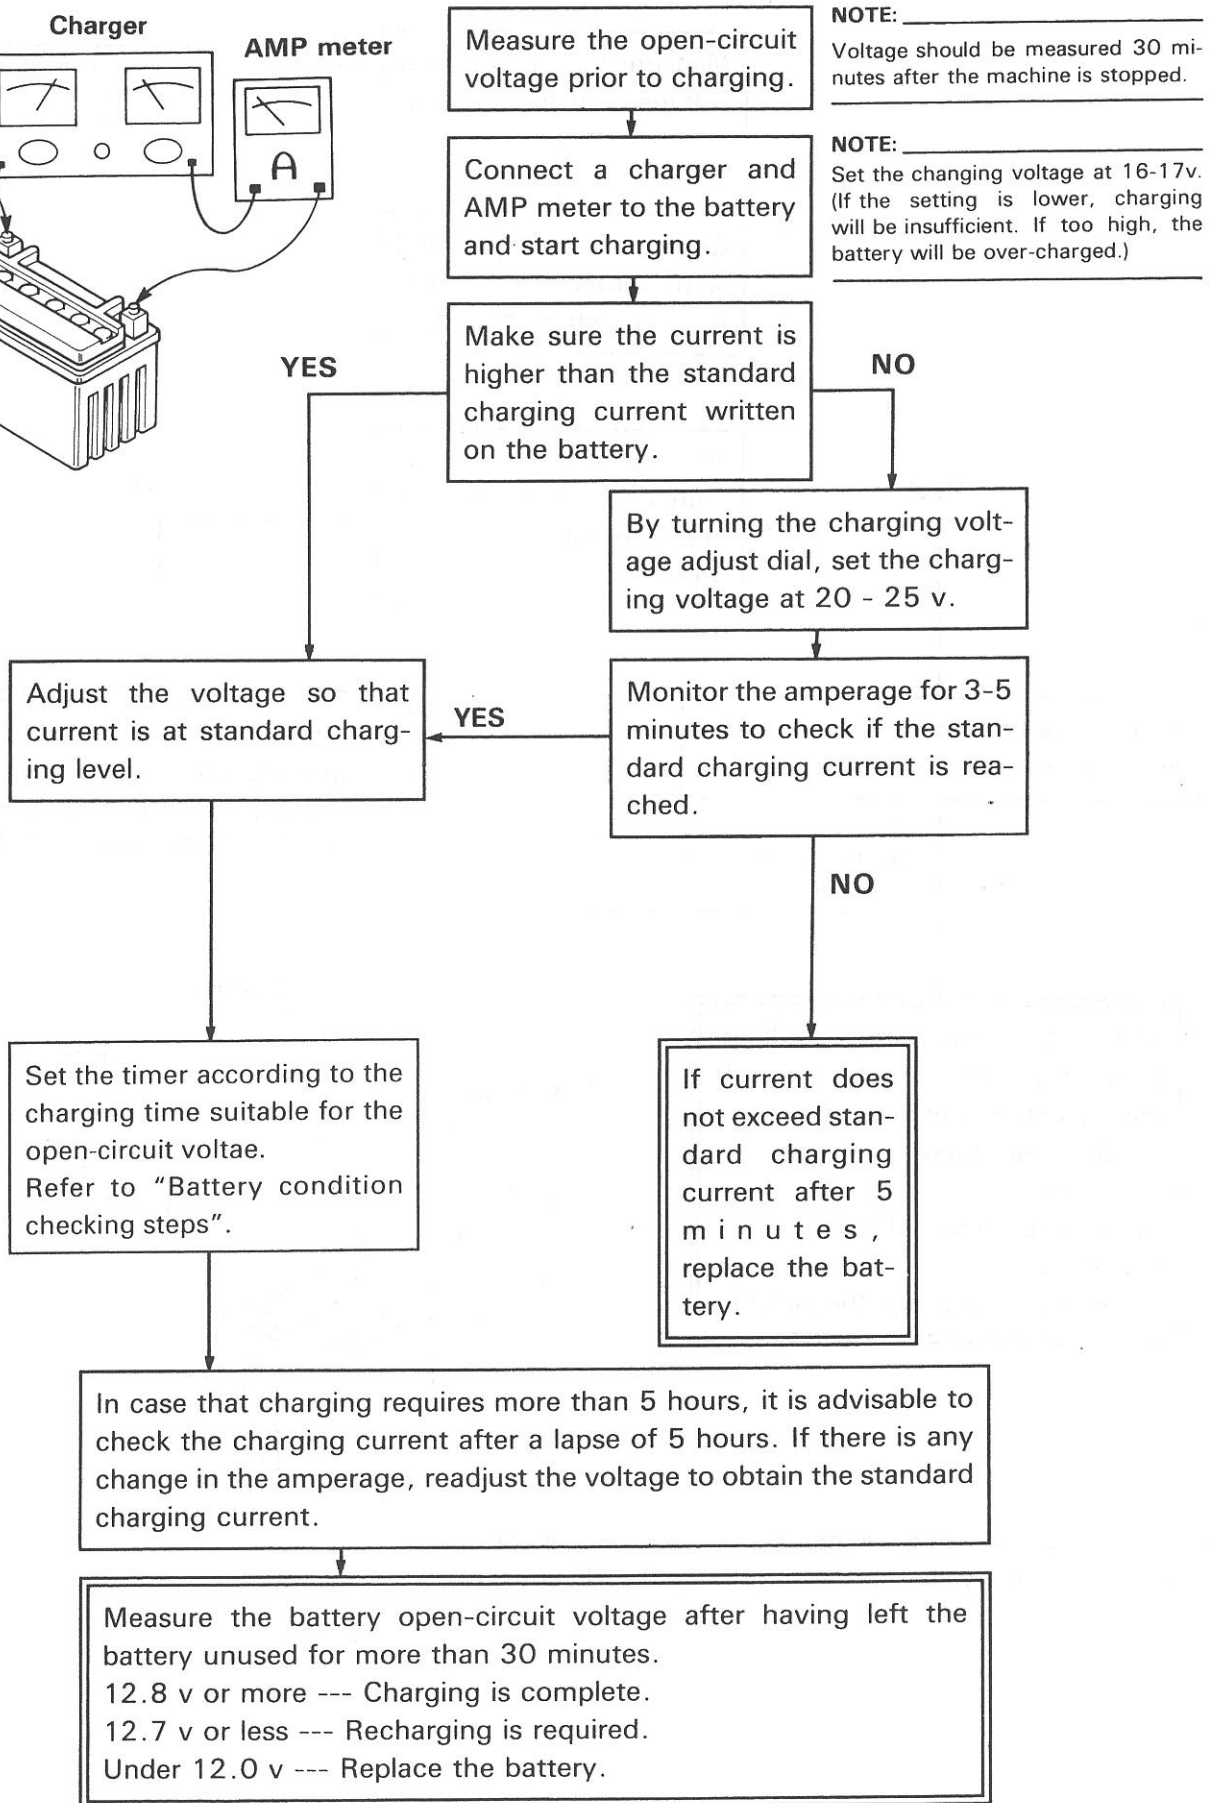 Charger
AMP meter
A
Measure the open-circuit
voltage prior to charging.
NOTE:
Voltage should be measured 30 mi-
nutes after the machine is stopped.
Connect a charger and
AMP meter to the battery
and start charging.
NOTE:
Set the changing voltage at 16-17v.
(If the setting is lower, charging
will be insufficient. If too high, the
battery will be over-charged.)
Make sure the current is
higher than the standard
charging current written
on the battery.
YES
NO
By turning the charging volt-
age adjust dial, set the charg-
ing voltage at 20 - 25 v.
Adjust the voltage so that
current is at standard charg-
ing level.
YES
Monitor the amperage for 3-5
minutes to check if the stan-
dard charging current is rea-
ched.
NO
Set the timer according to the
charging time suitable for the
open-circuit voltae.
Refer to “Battery condition
checking steps”.
If current does
not exceed stan-
dard charging
current after 5
minutes,
replace the bat-
tery.
In case that charging requires more than 5 hours, it is advisable to
check the charging current after a lapse of 5 hours. If there is any
change in the amperage, readjust the voltage to obtain the standard
charging current.
Measure the battery open-circuit voltage after having left the
battery unused for more than 30 minutes.
12.8 v or more --- Charging is complete.
12.7 v or less --- Recharging is required.
Under 12.0 v --- Replace the battery.